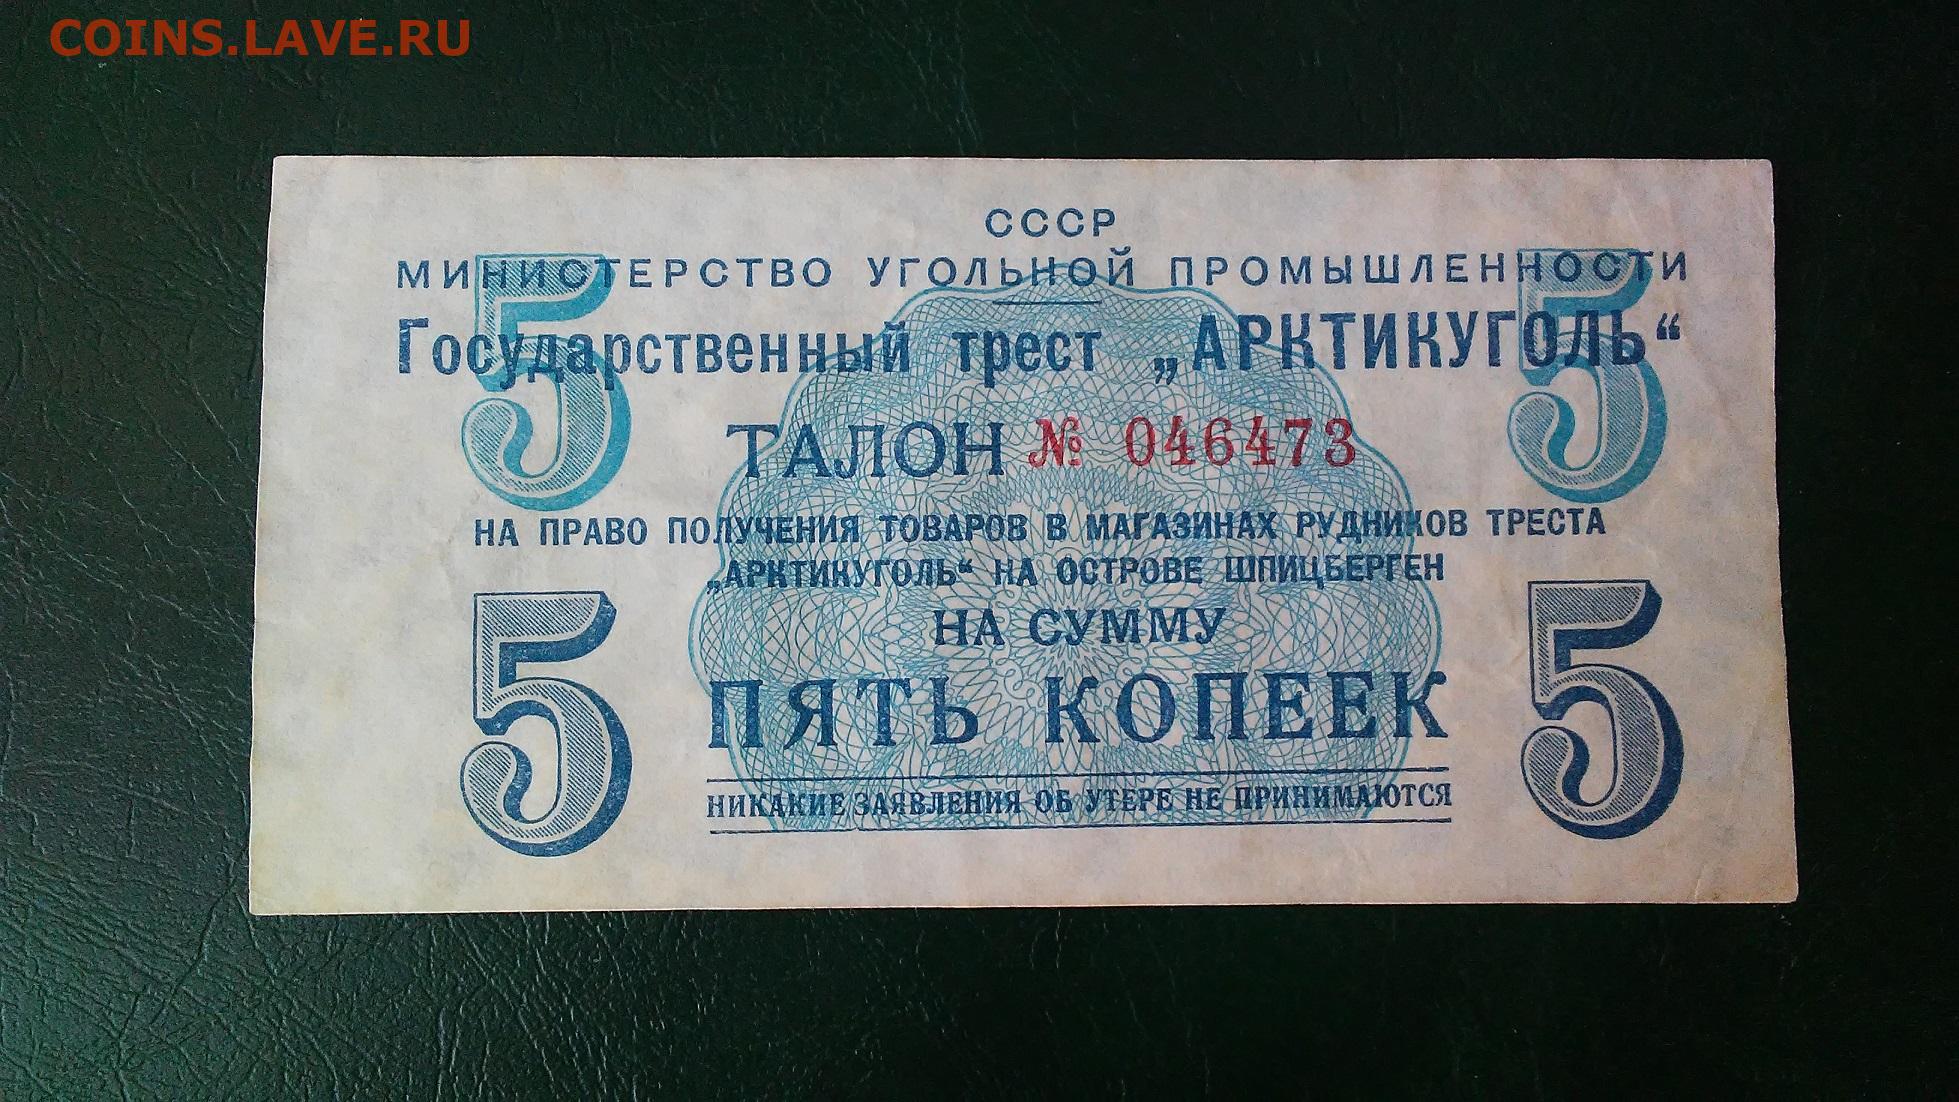 COINS.LAVE.RU
СССР
МИНИСТЕРСТВО УГОЛЬНОЙ ПРОМЫШЛЕННОСТИ
Государственный трест „АРКТИКУГОЛЬ“
5 5
ТАЛОН № 046473
НА ПРАВО ПОЛУЧЕНИЯ ТОВАРОВ В МАГАЗИНАХ РУДНИКОВ ТРЕСТА
„АРКТИКУГОЛЬ“ НА ОСТРОВЕ ШПИЦБЕРГЕН
НА СУММУ
5 ПЯТЬ КОПЕЕК 5
НИКАКИЕ ЗАЯВЛЕНИЯ ОБ УТЕРЕ НЕ ПРИНИМАЮТСЯ